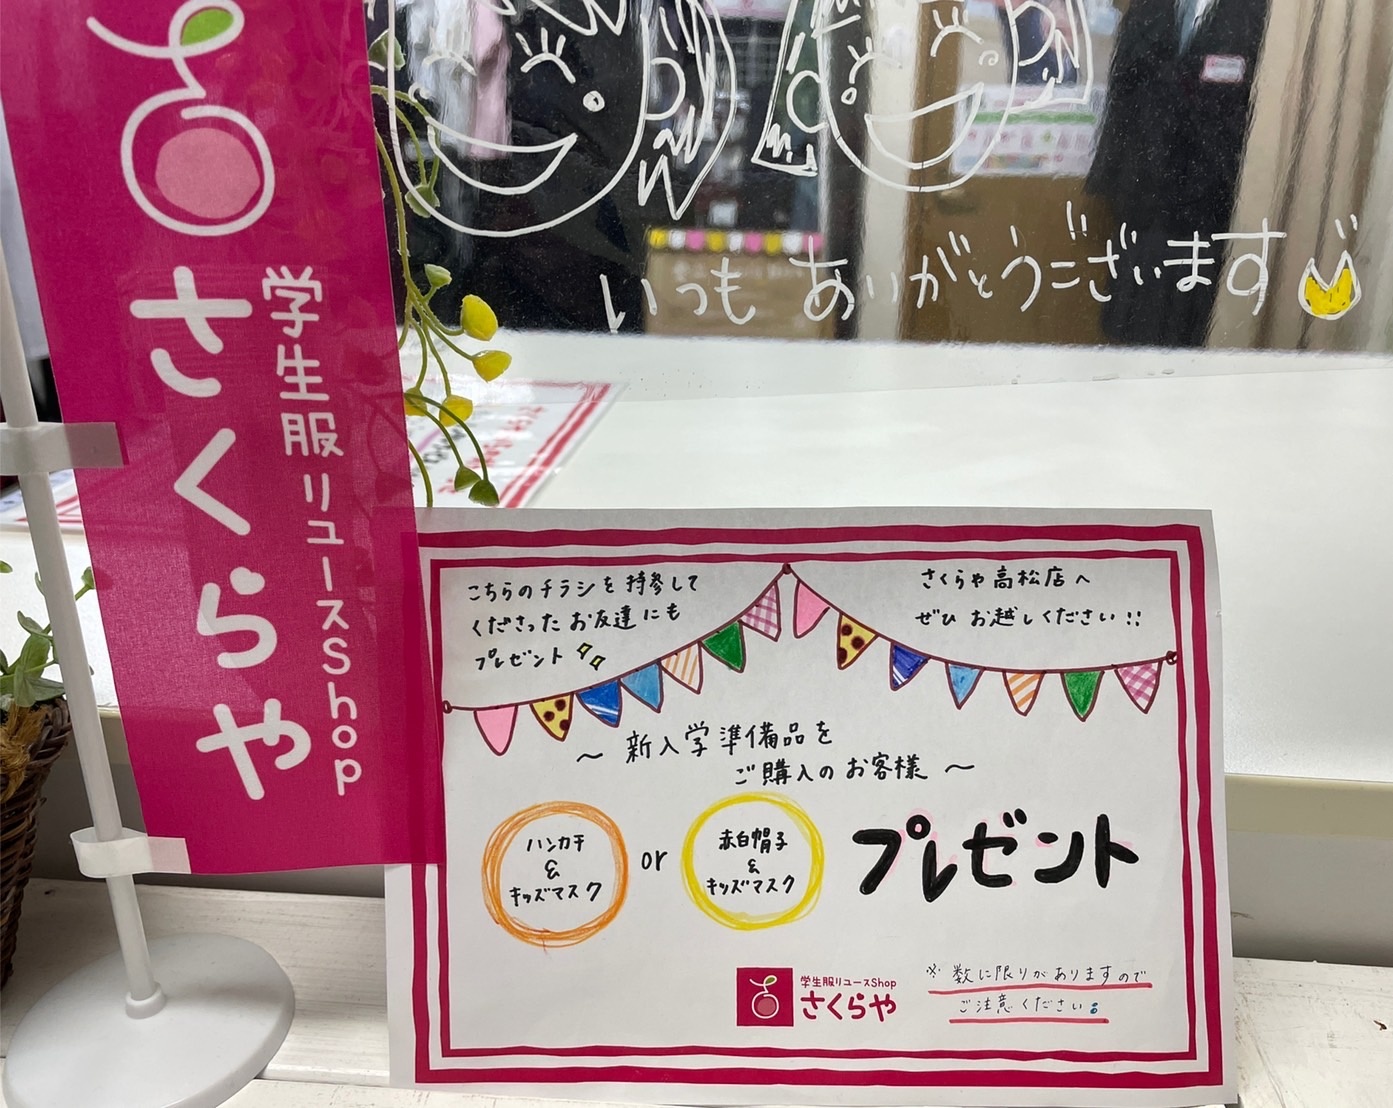 さくらや
学生服リユースShop
いつも ありがとうございます
こちらのチラシを持参して
くださったお友達にも
プレゼント
さくらや高松店へ
ぜひ お越しください!!
～ 新入学準備品を
ご購入のお客様 ～
ハンカチ
&
キッズマスク
or
赤白帽子
&
キッズマスク
プレゼント
学生服リユースShop
さくらや
※数に限りがありますので
ご注意ください